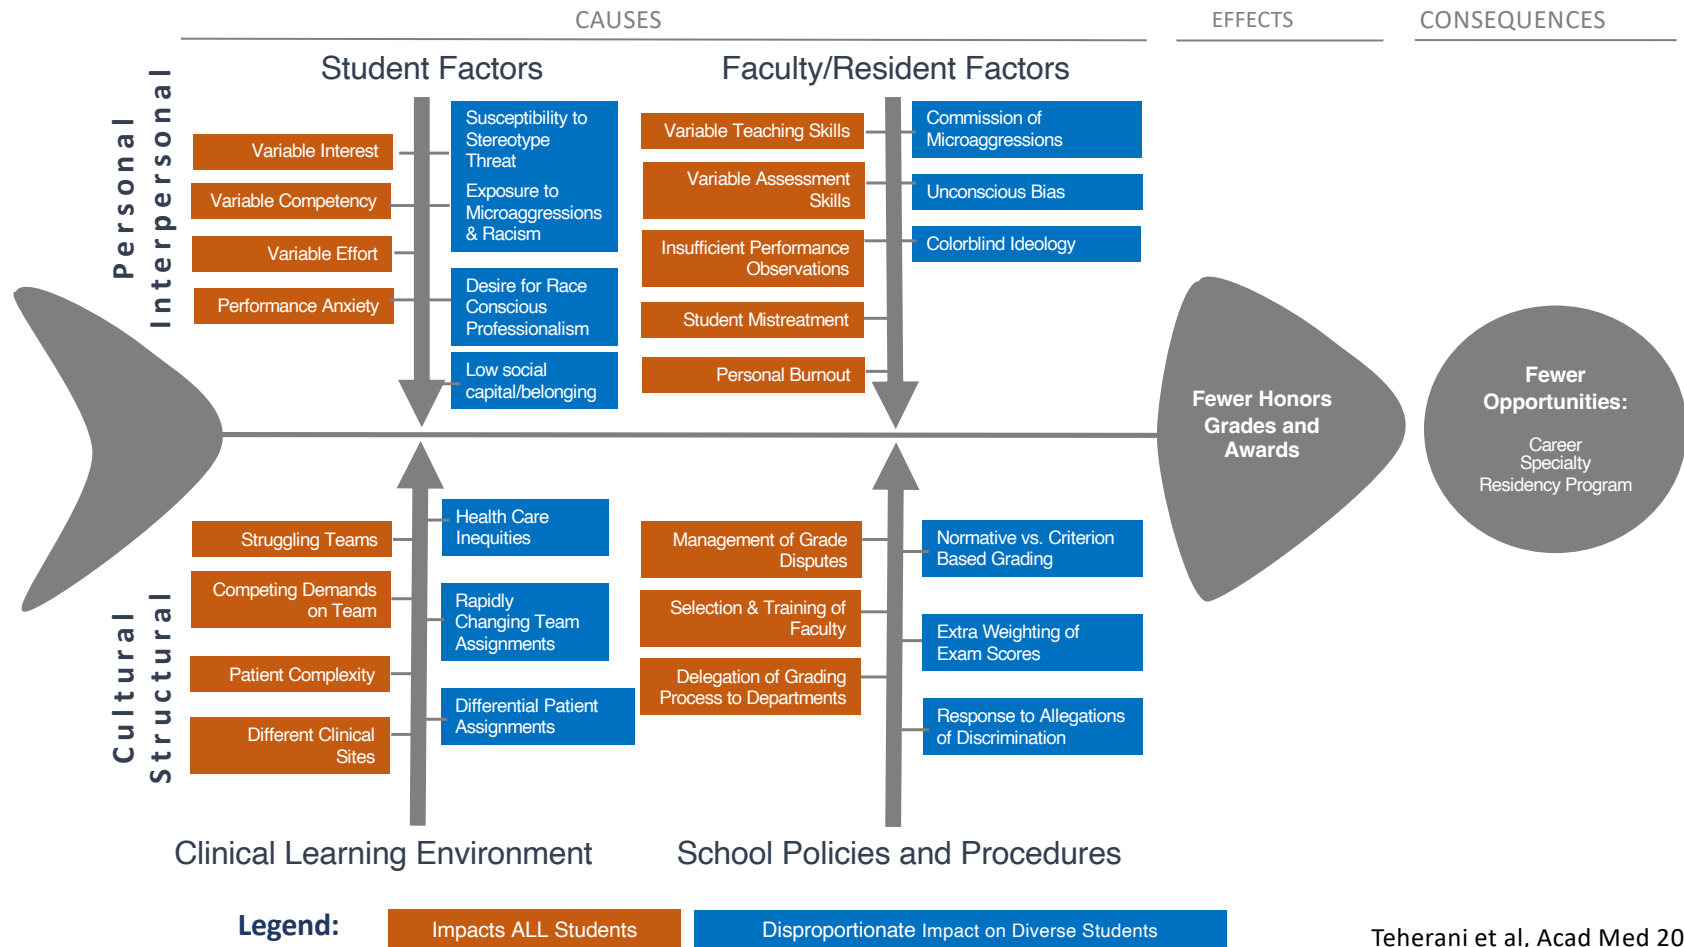 CAUSES
EFFECTS
CONSEQUENCES
Student Factors
Faculty/Resident Factors
Personal
Interpersonal
Variable Interest
Variable Competency
Variable Effort
Performance Anxiety
Susceptibility to
Stereotype
Threat
Exposure to
Microaggressions
& Racism
Desire for Race
Conscious
Professionalism
Low social
capital/belonging
Variable Teaching Skills
Variable Assessment
Skills
Insufficient Performance
Observations
Student Mistreatment
Personal Burnout
Commission of
Microaggressions
Unconscious Bias
Colorblind Ideology
Fewer Honors
Grades and
Awards
Fewer
Opportunities:
Career
Specialty
Residency Program
Cultural
Structural
Struggling Teams
Competing Demands
on Team
Patient Complexity
Different Clinical
Sites
Health Care
Inequities
Rapidly
Changing Team
Assignments
Differential Patient
Assignments
Management of Grade
Disputes
Selection & Training of
Faculty
Delegation of Grading
Process to Departments
Normative vs. Criterion
Based Grading
Extra Weighting of
Exam Scores
Response to Allegations
of Discrimination
Clinical Learning Environment
School Policies and Procedures
Legend:
Impacts ALL Students
Disproportionate Impact on Diverse Students
Teherani et al, Acad Med 20